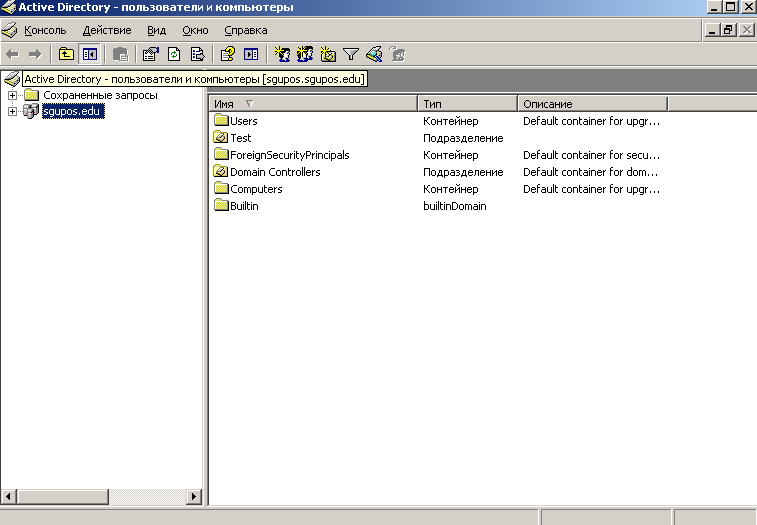 Active Directory - пользователи и компьютеры
Консоль Действие Вид Окно Справка
Active Directory - пользователи и компьютеры [sgupos.sgupos.edu]
Сохраненные запросы
sgupos.edu
Имя Тип Описание
Users Контейнер Default container for upgr...
Test Подразделение
ForeignSecurityPrincipals Контейнер Default container for secu...
Domain Controllers Подразделение Default container for dom...
Computers Контейнер Default container for upgr...
Builtin builtinDomain